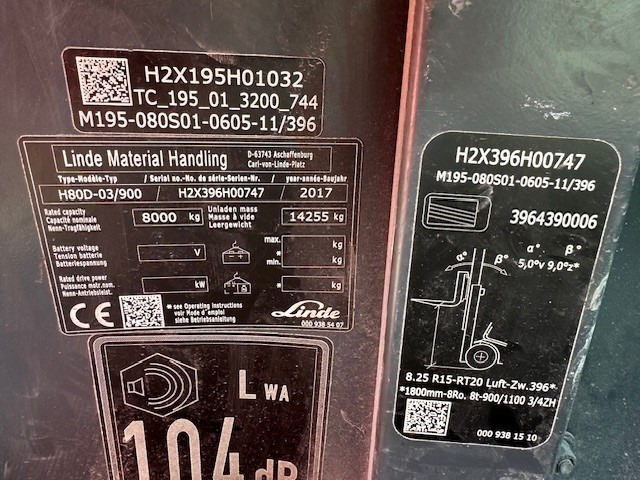 H2X195H01032
TC_195_01_3200_744
M195-080S01-0605-11/396
Linde Material Handling
D-63743 Aschaffenburg
Carl-von-Linde-Platz
Type-Modèle-Typ / Serial no.-No de série-Serien-Nr. / year-année-Baujahr
H80D-03/900 H2X396H00747 2017
Rated capacity
Capacité nominale
Nenn-Tragfähigkeit
8000 kg
Unladen mass
Masse à vide
Leergewicht
14255 kg
Battery voltage
Tension batterie
Batteriespannung
V
max. kg
* min. kg
Rated drive power
Puissance motr.nom.
Nenn-Antriebsleist.
kW
* kg
CE
* see Operating instructions
voir Mode d'emploi
siehe Betriebsanleitung
Linde
000 938 54 07
LWA
104 dB
H2X396H00747
M195-080S01-0605-11/396
3964390006
α° β°
5,0°v 9,0°z*
α° β°
8.25 R15-RT20 Luft-Zw.396*
*1800mm-8Ro. 8t-900/1100 3/4ZH
000 938 15 10